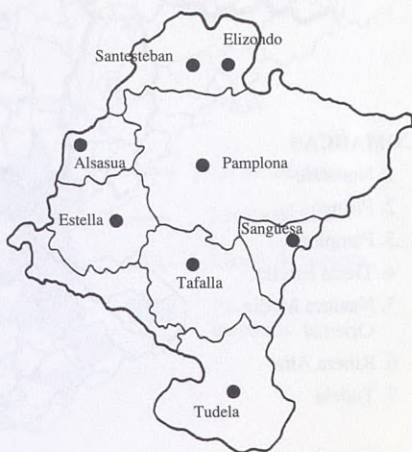 Elizondo
Santesteban
Alsasua
Pamplona
Estella
Sangüesa
Tafalla
Tudela